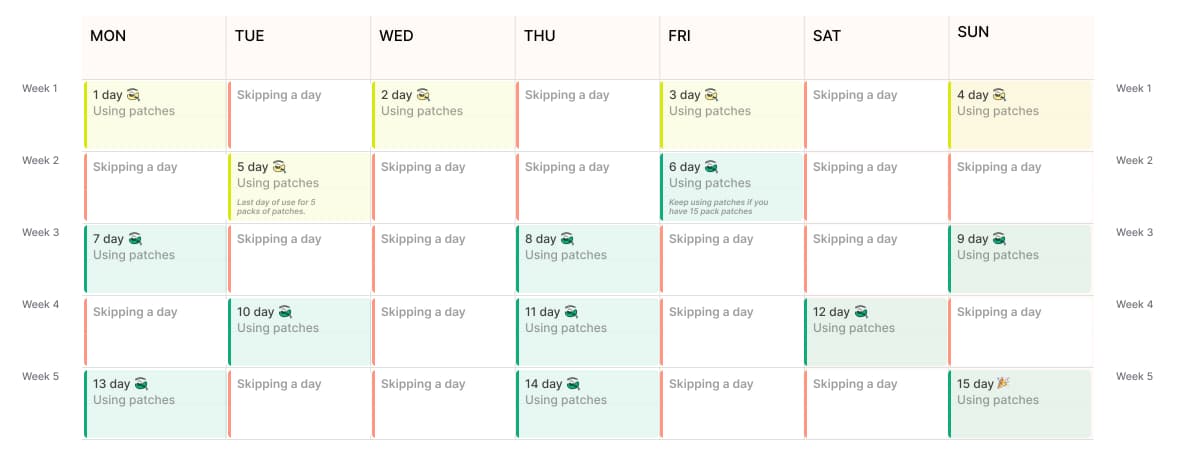 MON TUE WED THU FRI SAT SUN
Week 1 Week 1
1 day Skipping a day 2 day Skipping a day 3 day Skipping a day 4 day
Using patches Using patches Using patches Using patches
Week 2 Week 2
Skipping a day 5 day Skipping a day Skipping a day 6 day Skipping a day Skipping a day
Using patches Using patches
Last day of use for 5 Keep using patches if you
packs of patches. have 15 pack patches
Week 3 Week 3
7 day Skipping a day Skipping a day 8 day Skipping a day Skipping a day 9 day
Using patches Using patches Using patches
Week 4 Week 4
Skipping a day 10 day Skipping a day 11 day Skipping a day 12 day Skipping a day
Using patches Using patches Using patches
Week 5 Week 5
13 day Skipping a day Skipping a day 14 day Skipping a day Skipping a day 15 day 🎉
Using patches Using patches Using patches